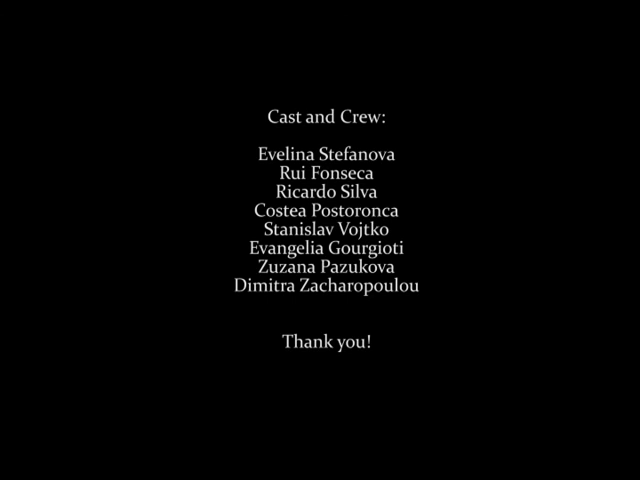 Cast and Crew:
Evelina Stefanova
Rui Fonseca
Ricardo Silva
Costea Postoronca
Stanislav Vojtko
Evangelia Gourgioti
Zuzana Pazukova
Dimitra Zacharopoulou
Thank you!